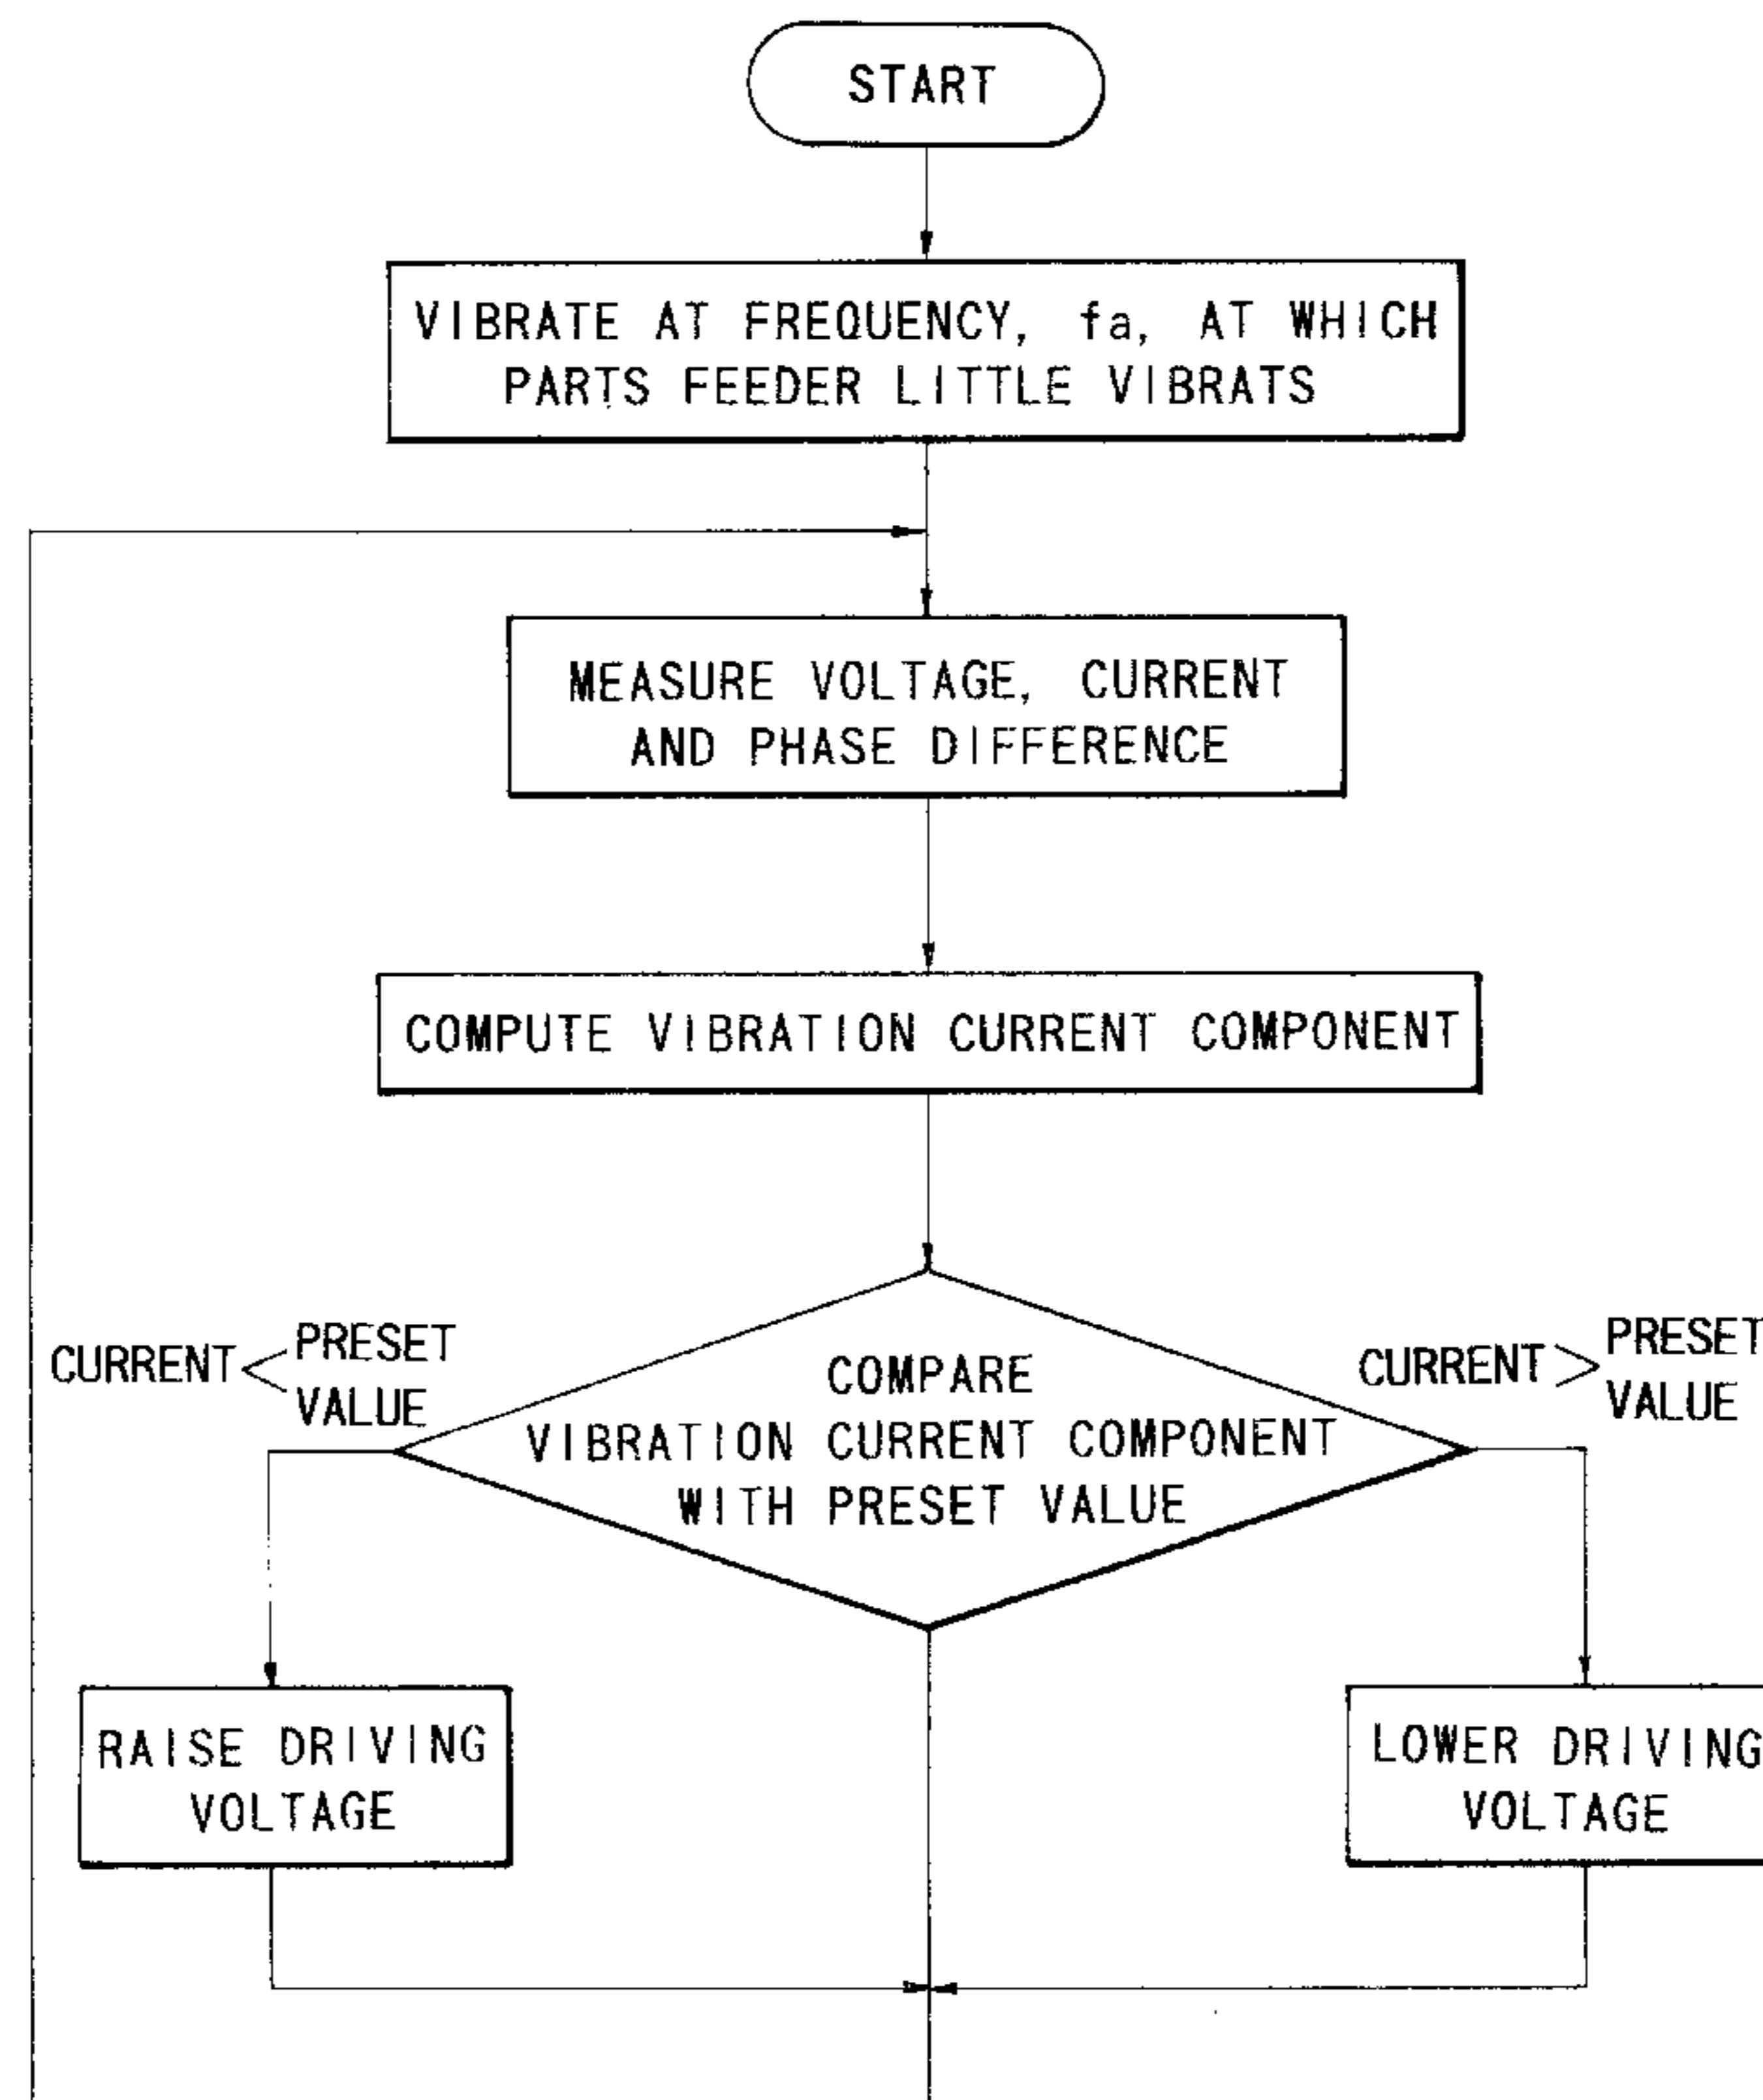 START
VIBRATE AT FREQUENCY, fa, AT WHICH
PARTS FEEDER LITTLE VIBRATS
MEASURE VOLTAGE, CURRENT
AND PHASE DIFFERENCE
COMPUTE VIBRATION CURRENT COMPONENT
CURRENT < PRESET
VALUE
COMPARE
VIBRATION CURRENT COMPONENT
WITH PRESET VALUE
CURRENT > PRESET
VALUE
RAISE DRIVING
VOLTAGE
LOWER DRIVING
VOLTAGE